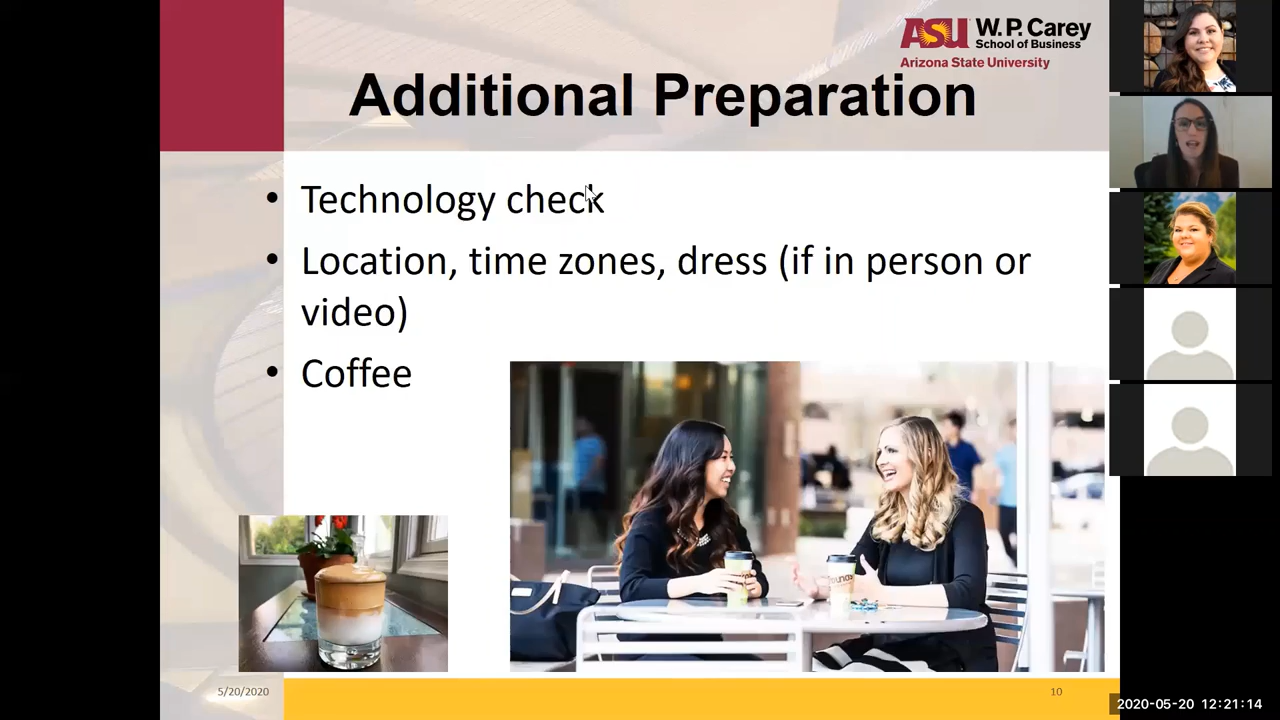 ASU W. P. Carey
School of Business
Arizona State University
Additional Preparation
• Technology check
• Location, time zones, dress (if in person or
video)
• Coffee
5/20/2020
10
2020-05-20 12:21:14